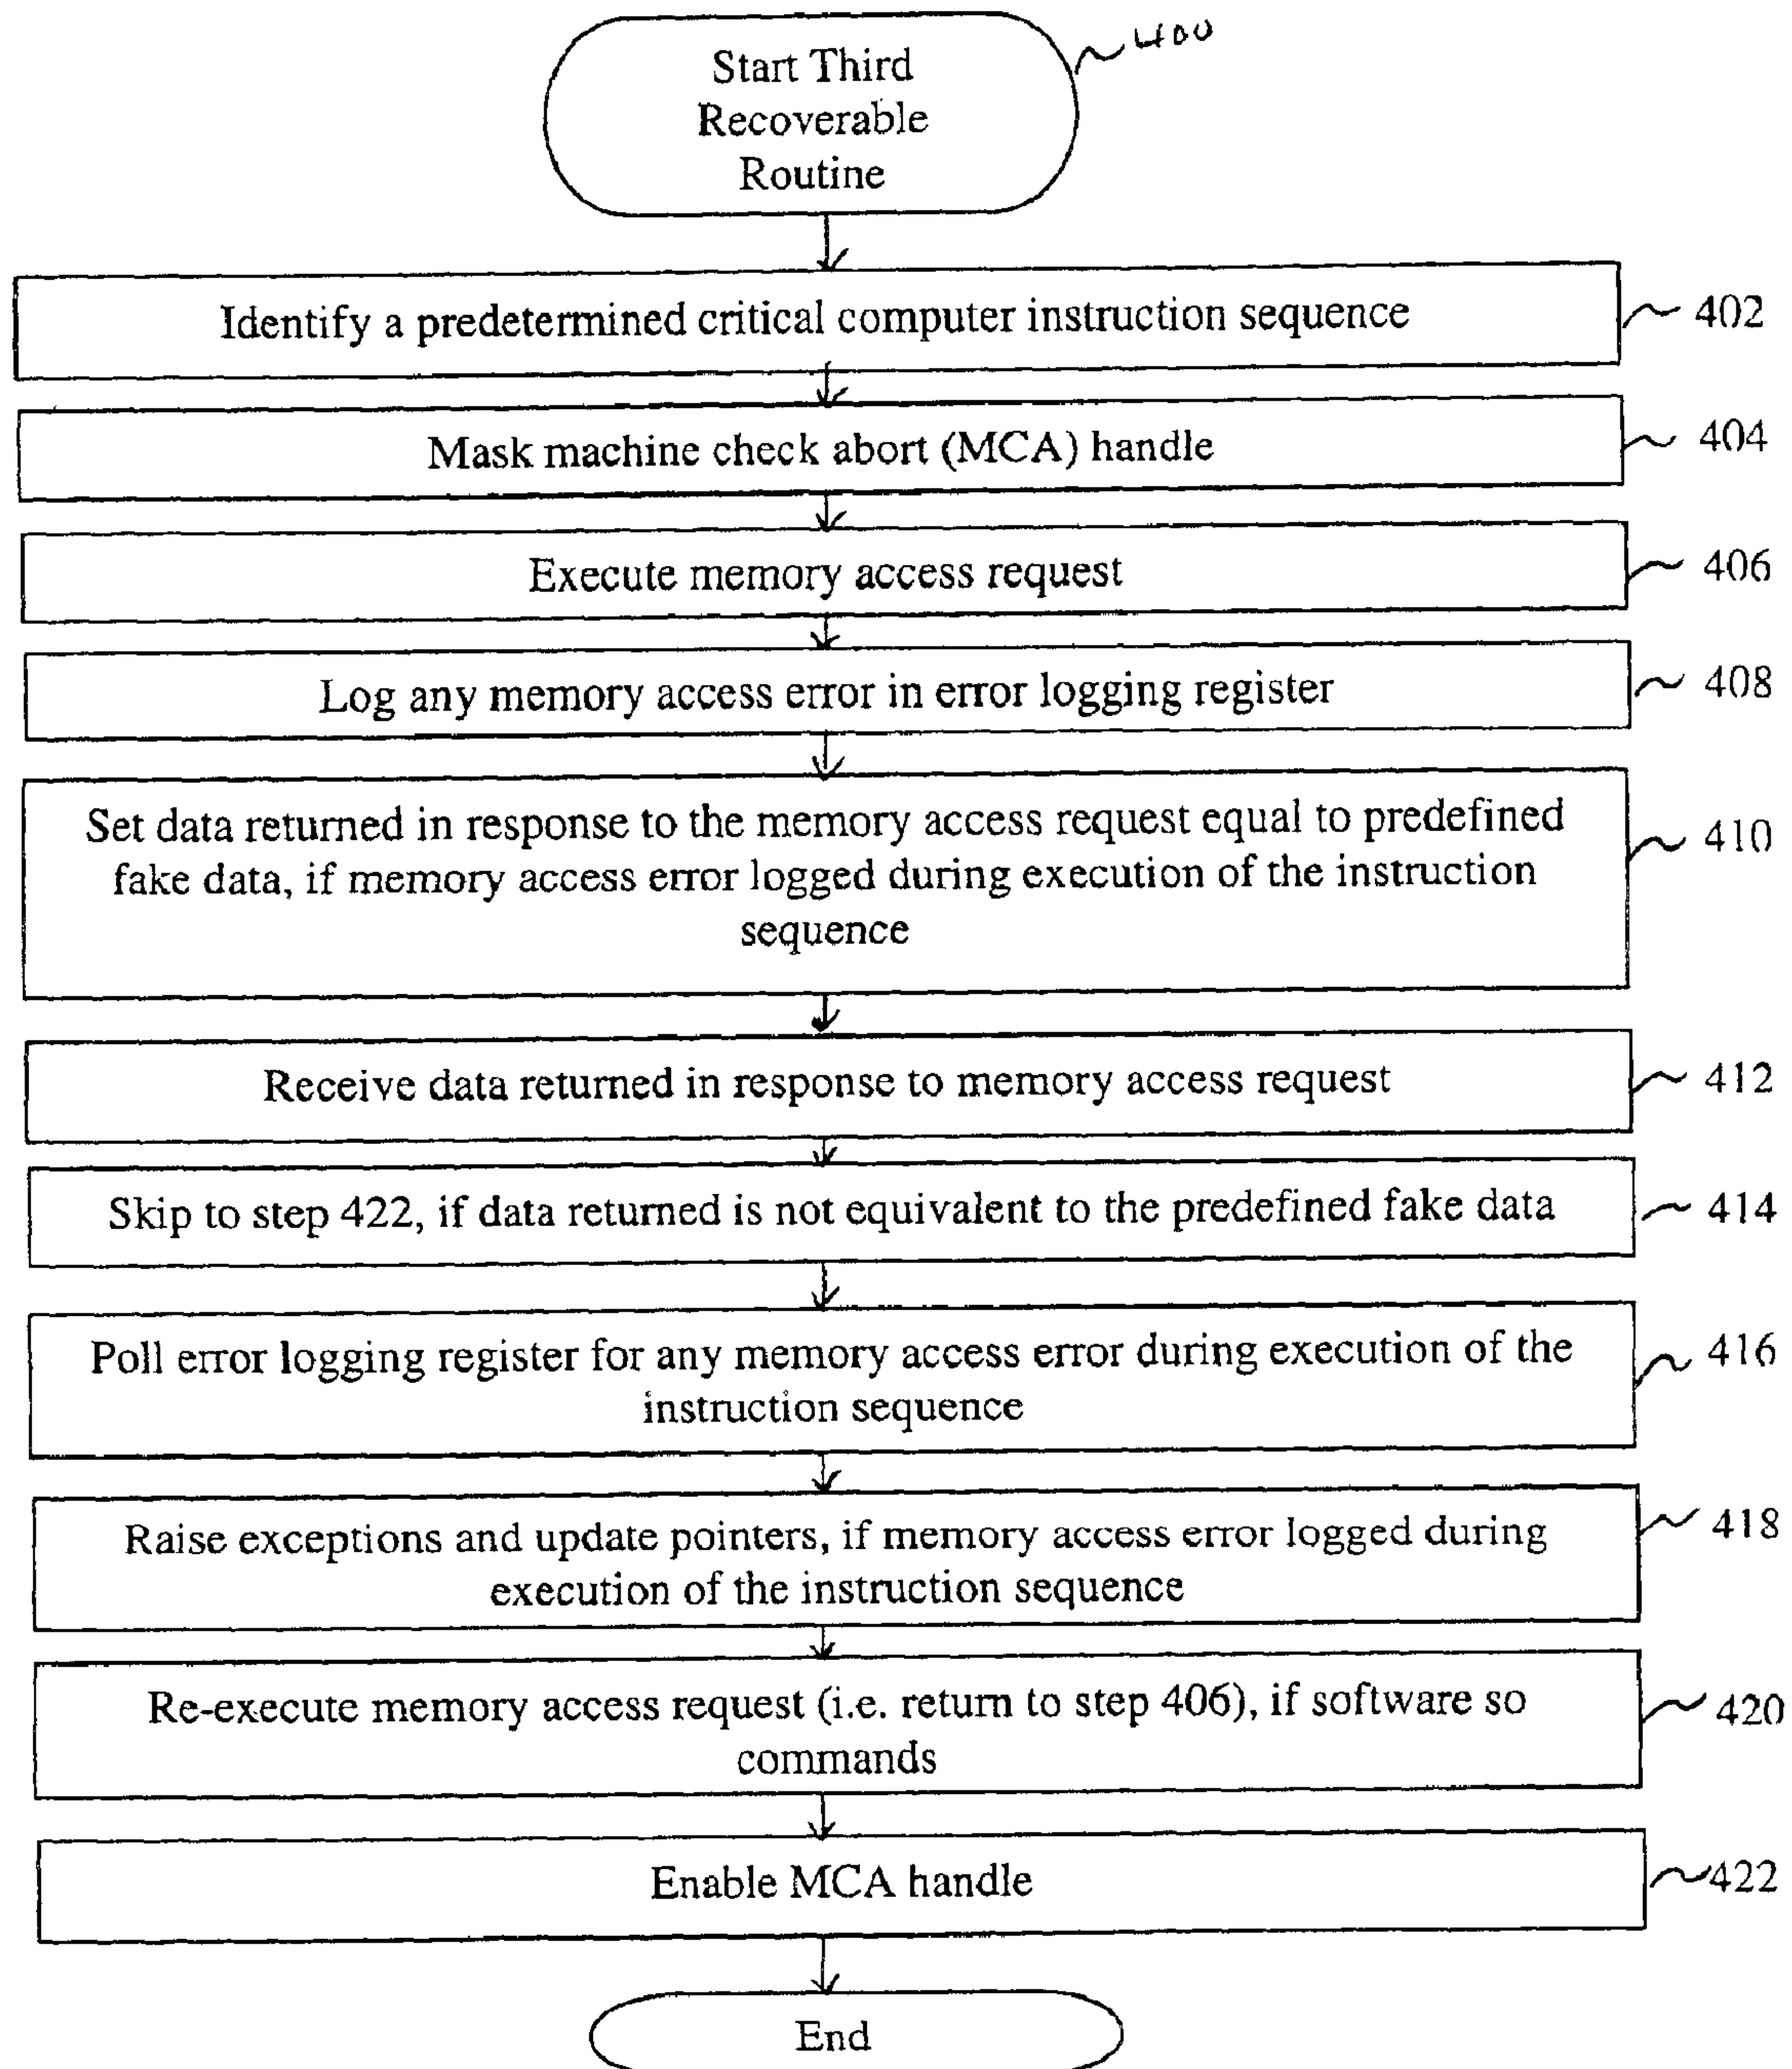 Start Third
400
Recoverable
Routine
Identify a predetermined critical computer instruction sequence
402
Mask machine check abort (MCA) handle
404
Execute memory access request
406
Log any memory access error in error logging register
408
Set data returned in response to the memory access request equal to predefined
410
fake data, if memory access error logged during execution of the instruction
sequence
Receive data returned in response to memory access request
412
Skip to step 422, if data returned is not equivalent to the predefined fake data
414
Poll error logging register for any memory access error during execution of the
416
instruction sequence
Raise exceptions and update pointers, if memory access error logged during
418
execution of the instruction sequence
Re-execute memory access request (i.e. return to step 406), if software so
420
commands
Enable MCA handle
422
End